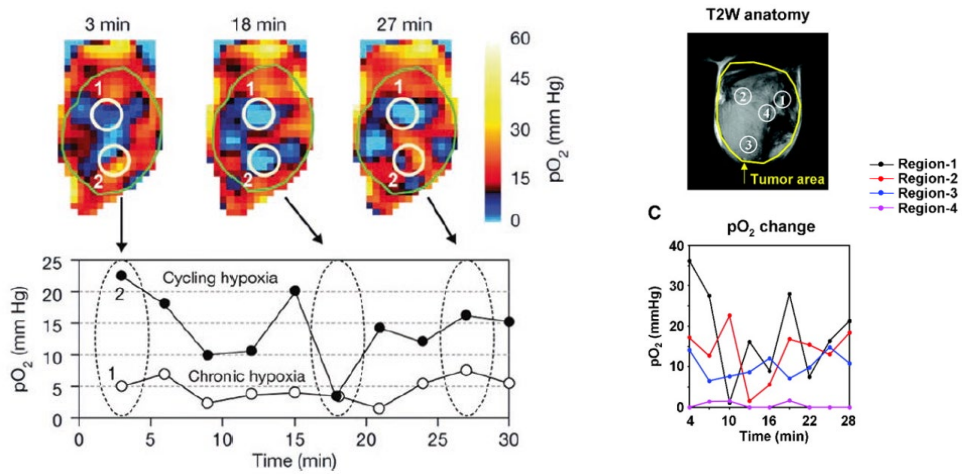 3 min 18 min 27 min
1 1 1
2 2 2
60
45
30
15
0
pO₂ (mm Hg)
25
20
15
10
5
0
pO₂ (mm Hg)
Cycling hypoxia
2
1
Chronic hypoxia
0 5 10 15 20 25 30
Time (min)
T2W anatomy
1
2
4
3
Tumor area
Region-1
Region-2
Region-3
Region-4
C
pO₂ change
40
30
20
10
0
pO₂ (mmHg)
4 10 16 22 28
Time (min)